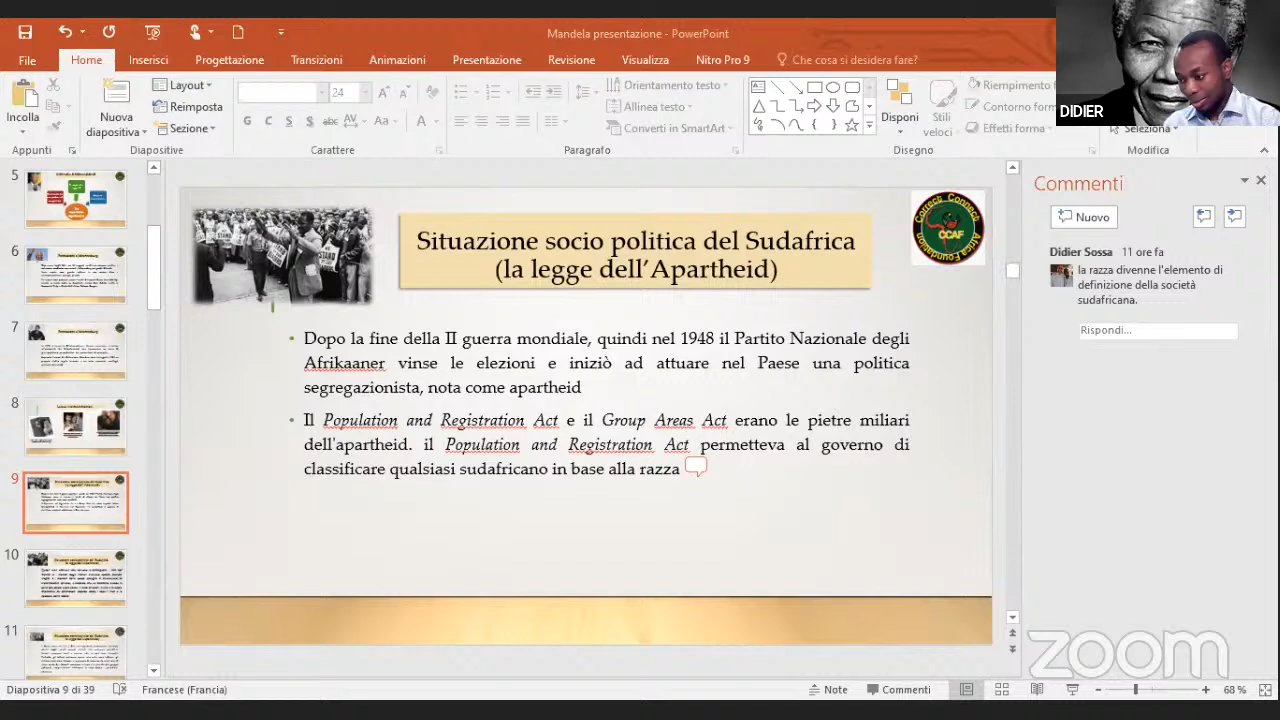 Mandela presentazione - PowerPoint
DIDIER
File Home Inserisci Progettazione Transizioni Animazioni Presentazione Revisione Visualizza Nitro Pro 9 Che cosa si desidera fare?
Incolla
Appunti
Nuova diapositiva
Layout
Reimposta
Sezione
Diapositive
24
G C S S abc AV Aa A
Carattere
Orientamento testo
Allinea testo
Converti in SmartArt
Paragrafo
Disponi
Stili veloci
Riempimento
Contorno forma
Effetti forma
Disegno
Seleziona
Modifica
5
6
7
8
9
10
11
Situazione socio politica del Sudafrica
(la legge dell'Apartheid)
Correct Connect Africa Foundation
CCAF
• Dopo la fine della II guerra mondiale, quindi nel 1948 il Partito Nazionale degli
Afrikaaner vinse le elezioni e iniziò ad attuare nel Paese una politica
segregazionista, nota come apartheid
• Il Population and Registration Act e il Group Areas Act erano le pietre miliari
dell'apartheid. il Population and Registration Act permetteva al governo di
classificare qualsiasi sudafricano in base alla razza
Commenti
Nuovo
Didier Sossa 11 ore fa
la razza divenne l'elemento di
definizione della società
sudafricana.
Rispondi...
zoom
Diapositiva 9 di 39 Francese (Francia) Note Commenti 68 %